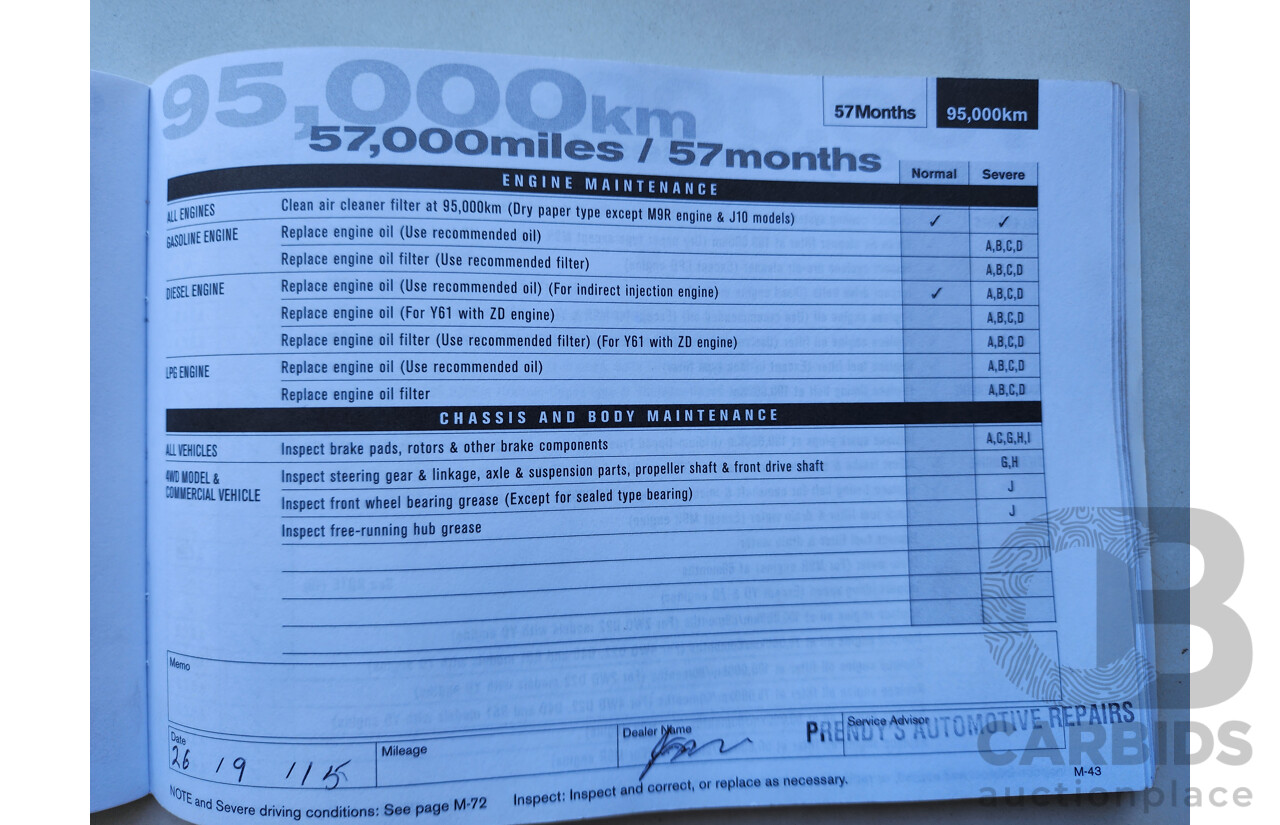 95,000km
57,000miles / 57months
57Months 95,000km
Normal Severe
ENGINE MAINTENANCE
ALL ENGINES Clean air cleaner filter at 95,000km (Dry paper type except M9R engine & J10 models) ✓ ✓
GASOLINE ENGINE Replace engine oil (Use recommended oil) A,B,C,D
Replace engine oil filter (Use recommended filter) A,B,C,D
DIESEL ENGINE Replace engine oil (Use recommended oil) (For indirect injection engine) ✓ A,B,C,D
Replace engine oil (For Y61 with ZD engine) A,B,C,D
Replace engine oil filter (Use recommended filter) (For Y61 with ZD engine) A,B,C,D
LPG ENGINE Replace engine oil (Use recommended oil) A,B,C,D
Replace engine oil filter A,B,C,D
CHASSIS AND BODY MAINTENANCE
ALL VEHICLES Inspect brake pads, rotors & other brake components A,C,G,H,I
4WD MODEL & Inspect steering gear & linkage, axle & suspension parts, propeller shaft & front drive shaft G,H
COMMERCIAL VEHICLE Inspect front wheel bearing grease (Except for sealed type bearing) J
Inspect free-running hub grease J
Memo
Date Mileage Dealer Name Service Advisor
PRENDY'S AUTOMOTIVE REPAIRS
26 / 9 / 15
NOTE and Severe driving conditions: See page M-72 Inspect: Inspect and correct, or replace as necessary. M-43
CARBIDS
auctionplace